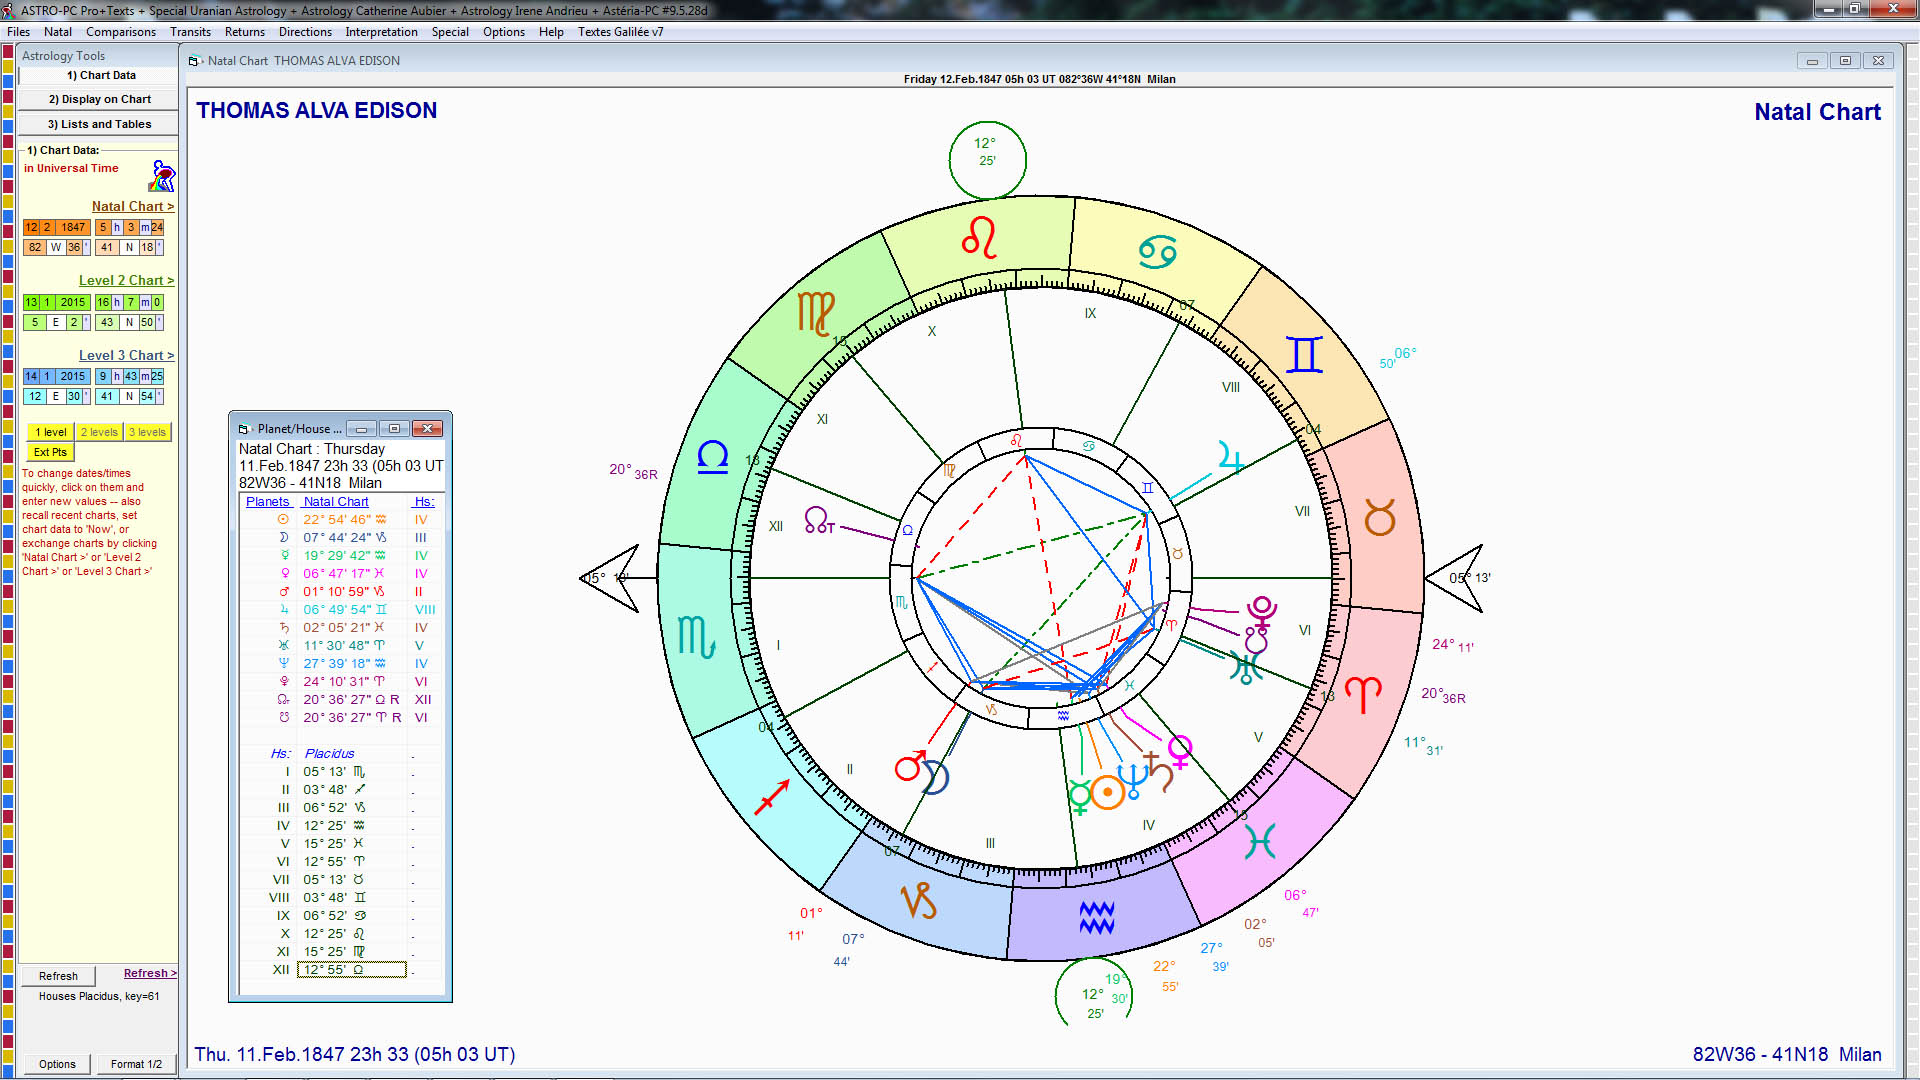 ASTRO-PC Pro+Texts + Special Uranian Astrology + Astrology Catherine Aubier + Astrology Irene Andrieu + Astéria-PC #9.5.28d
Files Natal Comparisons Transits Returns Directions Interpretation Special Options Help Textes Galilée v7
Astrology Tools
1) Chart Data
2) Display on Chart
3) Lists and Tables
1) Chart Data:
in Universal Time
Natal Chart >
12 2 1847 5 h 3 m 24
82 W 36 ' 41 N 18 '
Level 2 Chart >
13 1 2015 16 h 7 m 0
5 E 2 ' 43 N 50 '
Level 3 Chart >
14 1 2015 9 h 43 m 25
12 E 30 ' 41 N 54 '
1 level 2 levels 3 levels
Ext Pts
To change dates/times
quickly, click on them and
enter new values -- also
recall recent charts, set
chart data to 'Now', or
exchange charts by clicking
'Natal Chart >' or 'Level 2
Chart >' or 'Level 3 Chart >'
Refresh Refresh >
Houses Placidus, key=61
Options Format 1/2
Natal Chart THOMAS ALVA EDISON
Friday 12.Feb.1847 05h 03 UT 082°36W 41°18N Milan
THOMAS ALVA EDISON
Natal Chart
Planet/House ...
Natal Chart : Thursday
11.Feb.1847 23h 33 (05h 03 UT
82W36 - 41N18 Milan
Planets Natal Chart Hs:
☉ 22° 54' 46" ♒ IV
☽ 07° 44' 24" ♑ III
☿ 19° 29' 42" ♒ IV
♀ 06° 47' 17" ♓ IV
♂ 01° 10' 59" ♑ II
♃ 06° 49' 54" ♊ VIII
♄ 02° 05' 21" ♓ IV
♅ 11° 30' 48" ♈ V
♆ 27° 39' 18" ♒ IV
♇ 24° 10' 31" ♈ VI
☊T 20° 36' 27" ♎ R XII
☋ 20° 36' 27" ♈ R VI
Hs: Placidus .
I 05° 13' ♏ .
II 03° 48' ♐ .
III 06° 52' ♑ .
IV 12° 25' ♒ .
V 15° 25' ♓ .
VI 12° 55' ♈ .
VII 05° 13' ♉ .
VIII 03° 48' ♊ .
IX 06° 52' ♋ .
X 12° 25' ♌ .
XI 15° 25' ♍ .
XII 12° 55' ♎ .
12°
25'
♌
♋
♍
♊
♎
♉
♏
♈
♐
♓
♑
♒
07
15
04
13
04
13
07
15
IX
X
VIII
XI
VII
XII
VI
I
V
II
IV
III
06°
50'
20° 36R
☊T
♃
05° 13'
05° 13'
24° 11'
20° 36R
11° 31'
06°
47'
02°
05'
27°
39'
22°
55'
19°
30'
12°
25'
01°
11'
07°
44'
Thu. 11.Feb.1847 23h 33 (05h 03 UT)
82W36 - 41N18 Milan